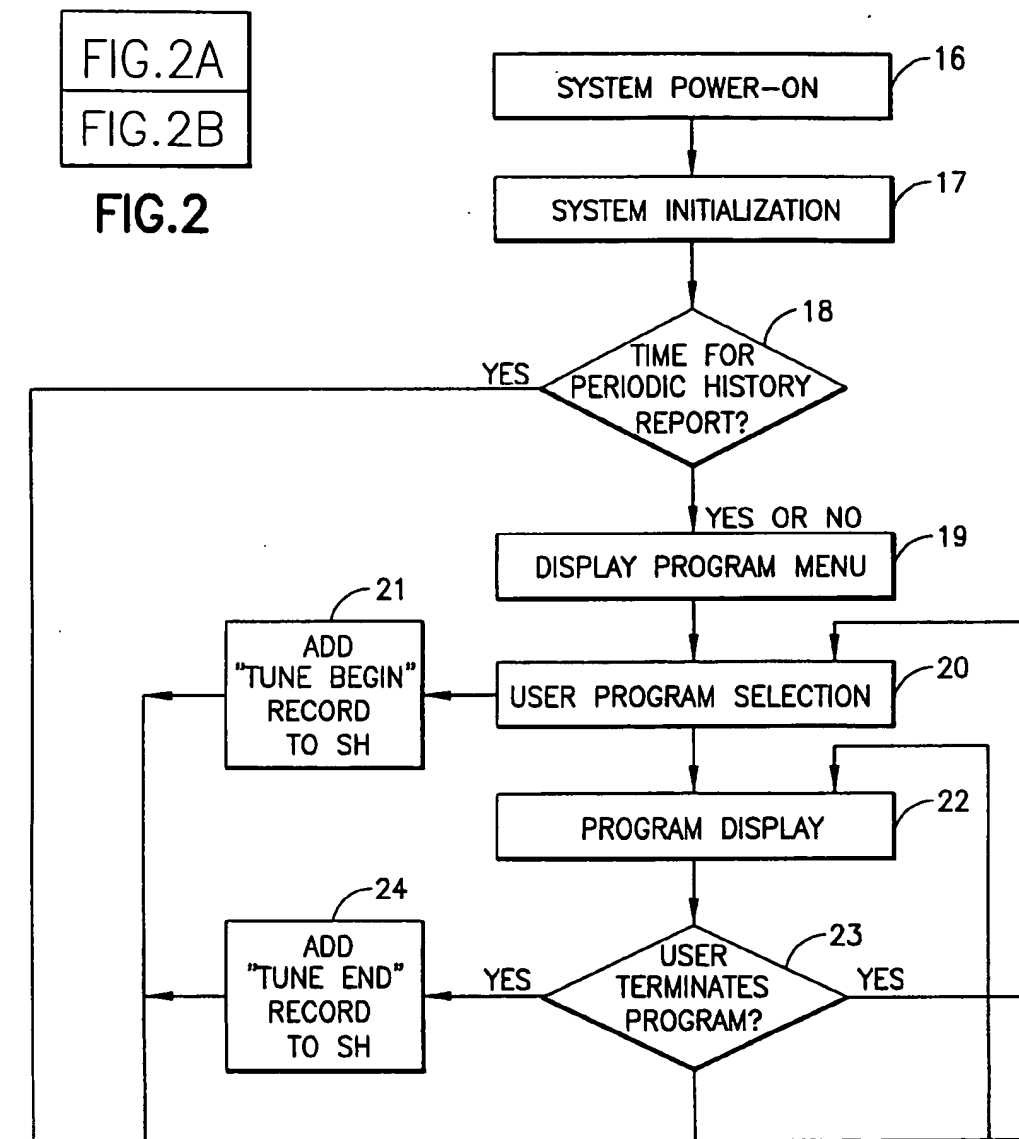 FIG.2A
FIG.2B
FIG.2
SYSTEM POWER-ON
16
SYSTEM INITIALIZATION
17
18
TIME FOR
PERIODIC HISTORY
REPORT?
YES
YES OR NO
DISPLAY PROGRAM MENU
19
21
ADD
"TUNE BEGIN"
RECORD
TO SH
USER PROGRAM SELECTION
20
PROGRAM DISPLAY
22
24
ADD
"TUNE END"
RECORD
TO SH
YES
USER
TERMINATES
PROGRAM?
23
YES